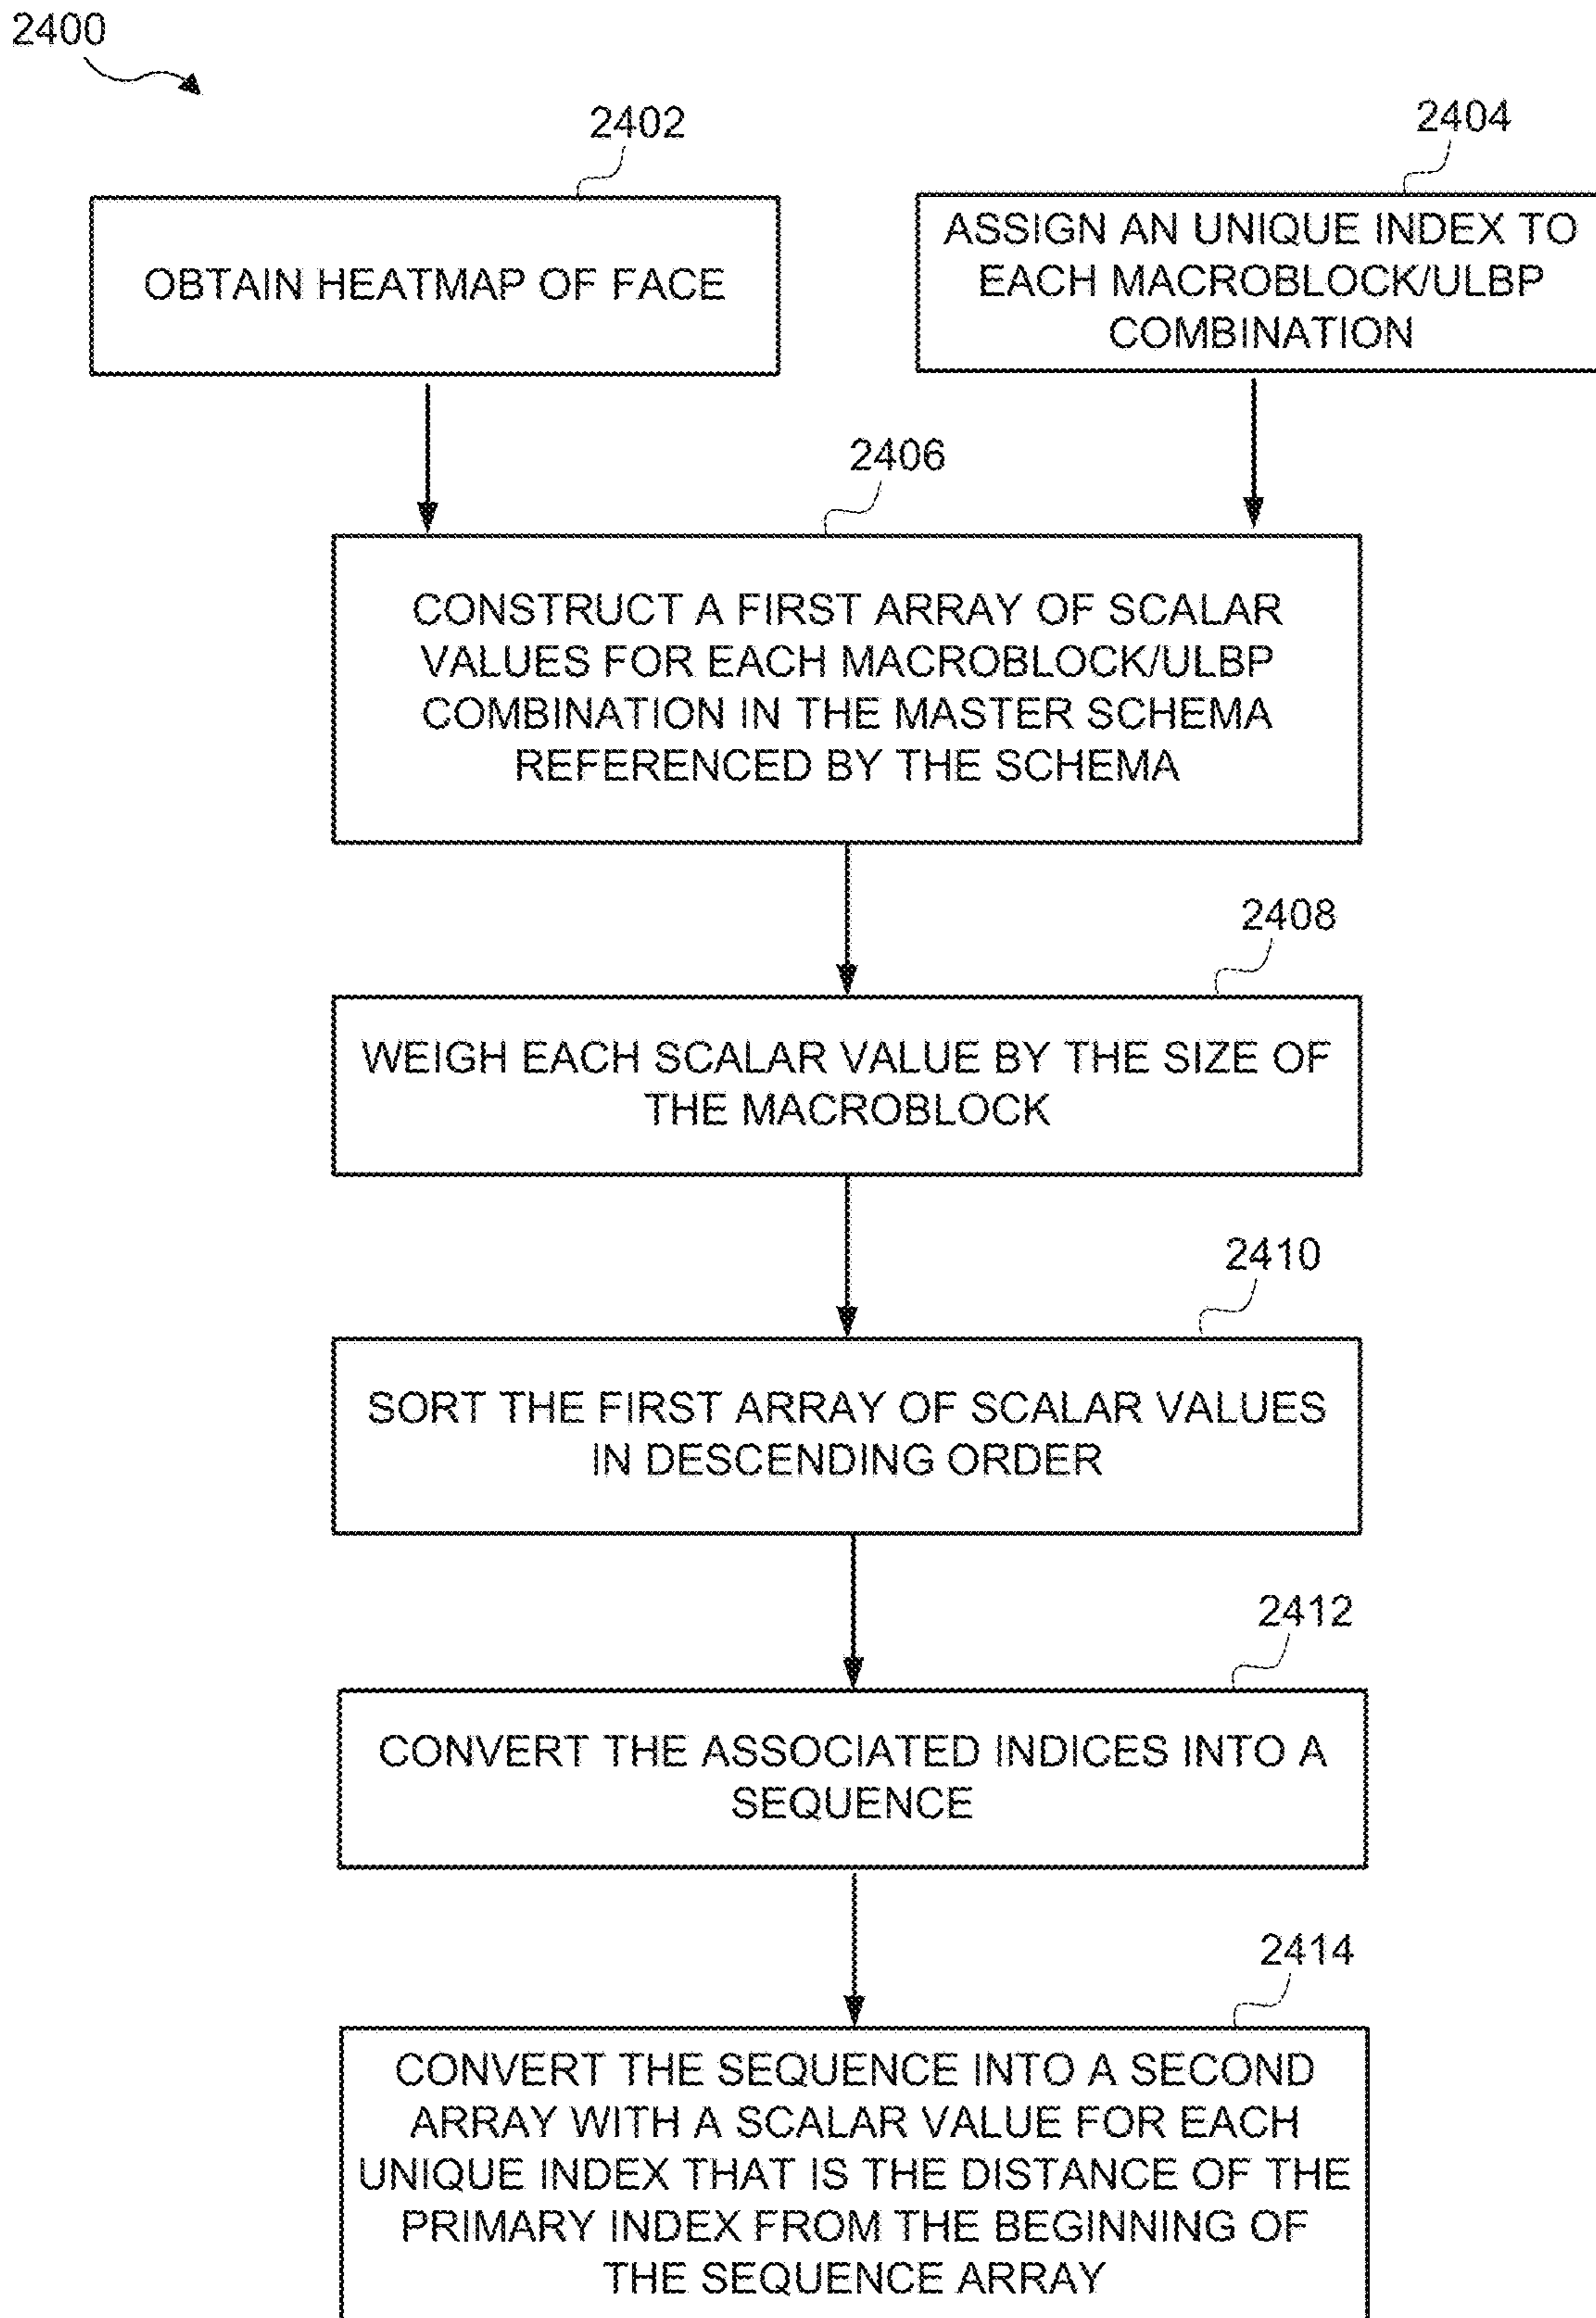 2400
2402
OBTAIN HEATMAP OF FACE
2404
ASSIGN AN UNIQUE INDEX TO
EACH MACROBLOCK/ULBP
COMBINATION
2406
CONSTRUCT A FIRST ARRAY OF SCALAR
VALUES FOR EACH MACROBLOCK/ULBP
COMBINATION IN THE MASTER SCHEMA
REFERENCED BY THE SCHEMA
2408
WEIGH EACH SCALAR VALUE BY THE SIZE OF
THE MACROBLOCK
2410
SORT THE FIRST ARRAY OF SCALAR VALUES
IN DESCENDING ORDER
2412
CONVERT THE ASSOCIATED INDICES INTO A
SEQUENCE
2414
CONVERT THE SEQUENCE INTO A SECOND
ARRAY WITH A SCALAR VALUE FOR EACH
UNIQUE INDEX THAT IS THE DISTANCE OF THE
PRIMARY INDEX FROM THE BEGINNING OF
THE SEQUENCE ARRAY